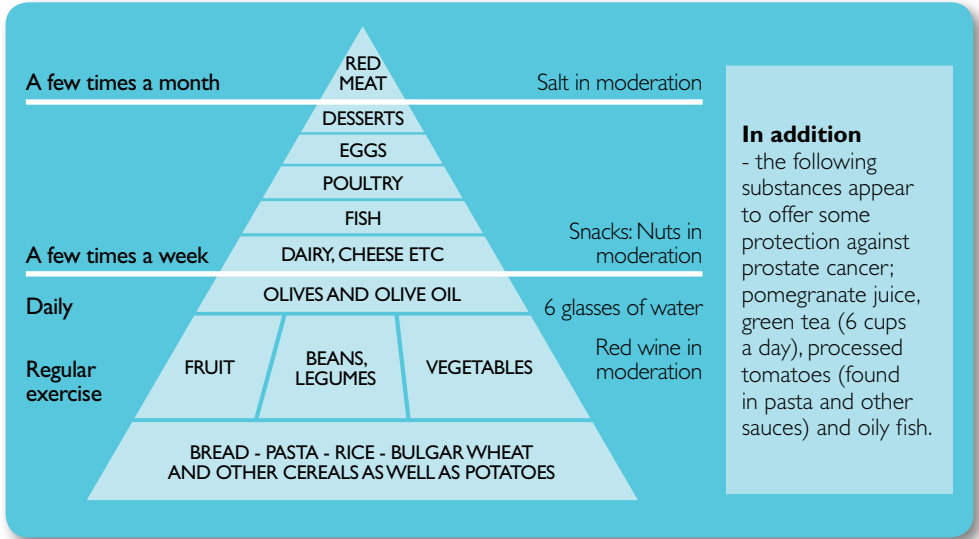 RED
MEAT
A few times a month
Salt in moderation
DESSERTS
EGGS
POULTRY
FISH
DAIRY, CHEESE ETC
A few times a week
Snacks: Nuts in
moderation
OLIVES AND OLIVE OIL
Daily
6 glasses of water
FRUIT
BEANS,
LEGUMES
VEGETABLES
Regular
exercise
Red wine in
moderation
BREAD - PASTA - RICE - BULGAR WHEAT
AND OTHER CEREALS AS WELL AS POTATOES
In addition
- the following
substances appear
to offer some
protection against
prostate cancer;
pomegranate juice,
green tea (6 cups
a day), processed
tomatoes (found
in pasta and other
sauces) and oily fish.